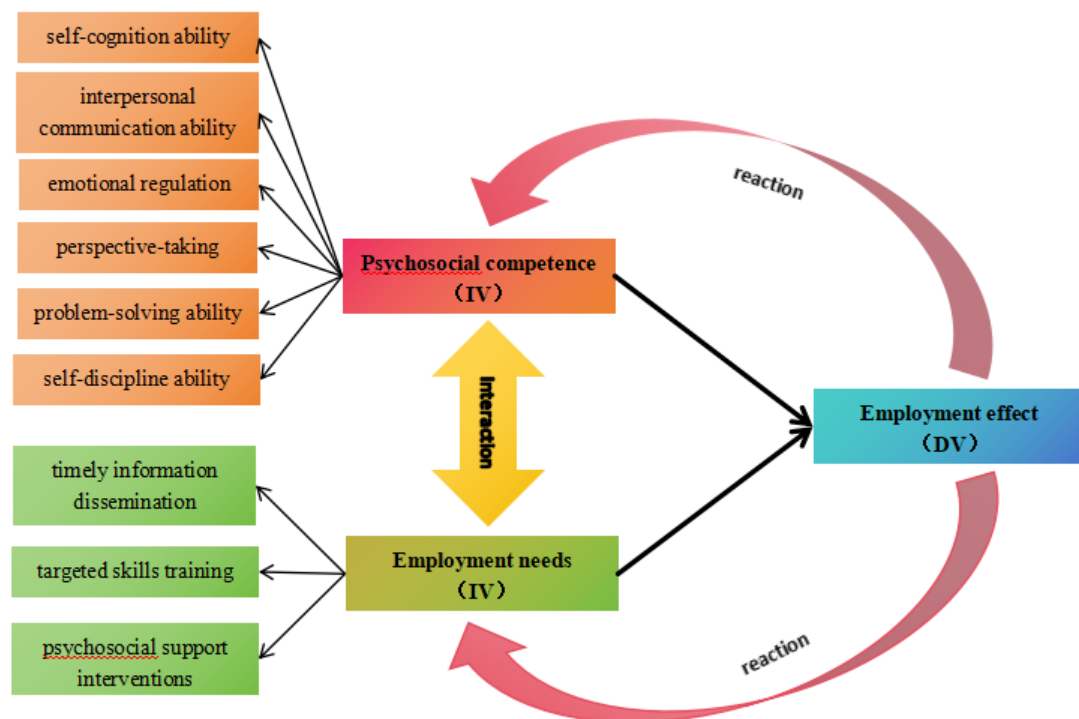 self-cognition ability
interpersonal
communication ability
emotional regulation
perspective-taking
problem-solving ability
self-discipline ability
timely information
dissemination
targeted skills training
psychosocial support
interventions
Psychosocial competence
（IV）
Interaction
Employment needs
（IV）
reaction
Employment effect
（DV）
reaction